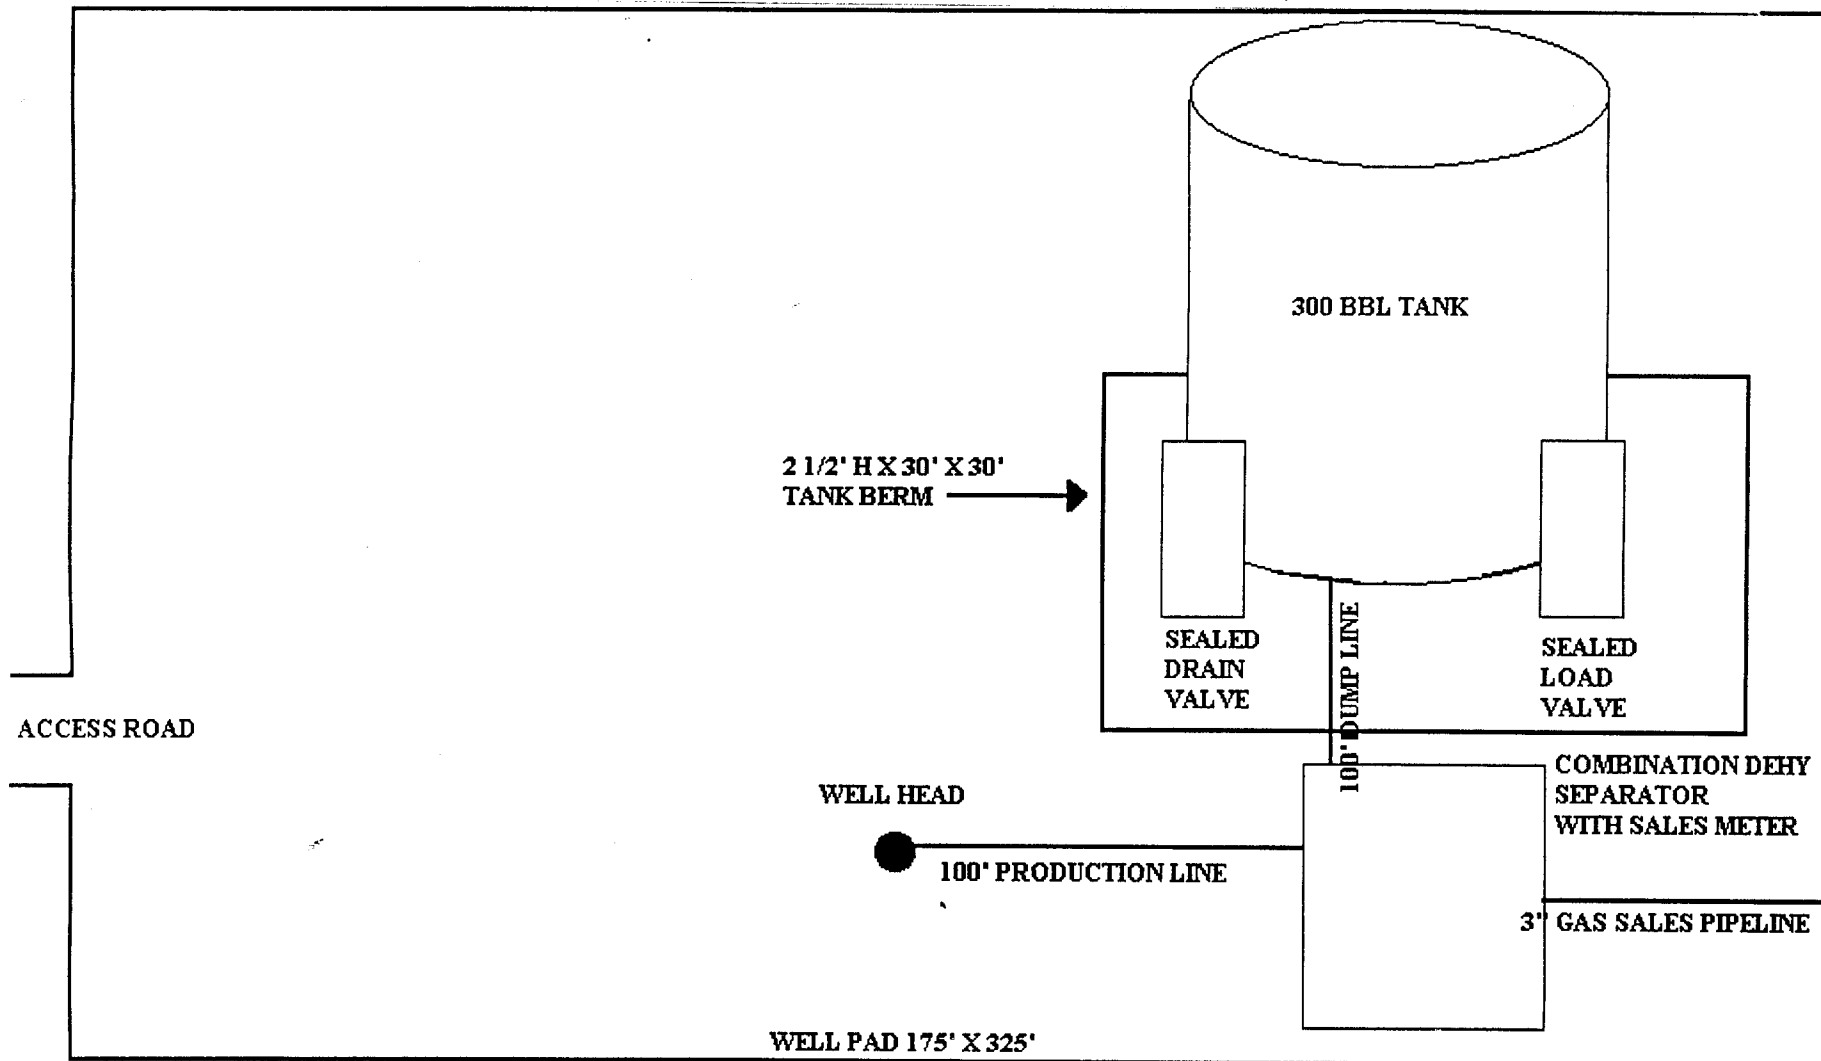 300 BBL TANK
2 1/2' H X 30' X 30'
TANK BERM
SEALED
DRAIN
VALVE
100' DUMP LINE
SEALED
LOAD
VALVE
ACCESS ROAD
COMBINATION DEHY
SEPARATOR
WITH SALES METER
WELL HEAD
100' PRODUCTION LINE
3" GAS SALES PIPELINE
WELL PAD 175' X 325'